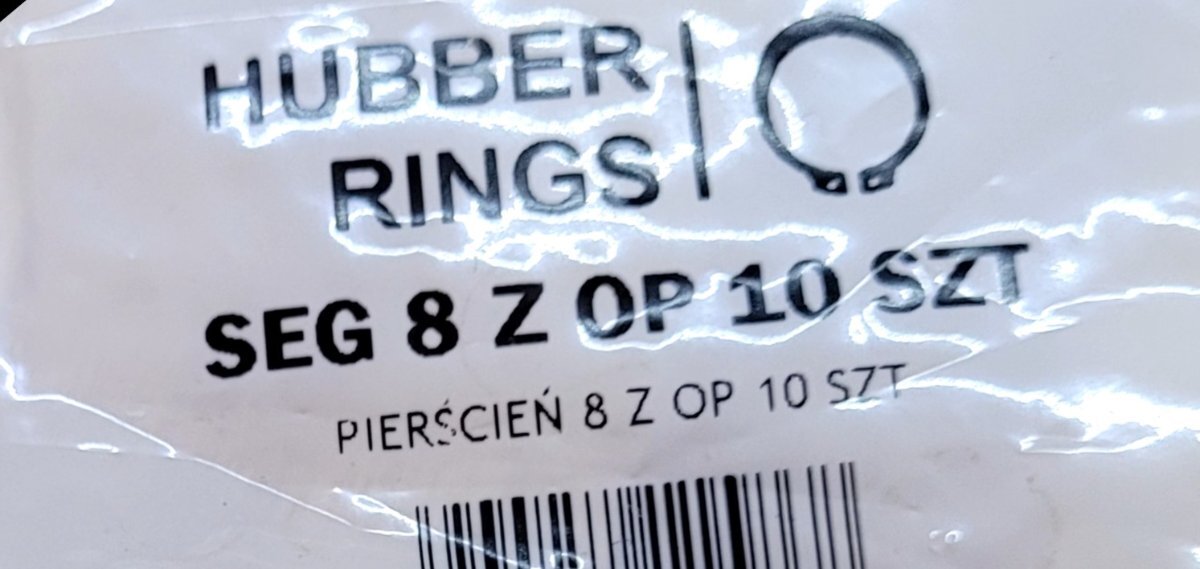 HUBBER
RINGS
SEG 8 Z OP 10 SZT
PIERŚCIEŃ 8 Z OP 10 SZT